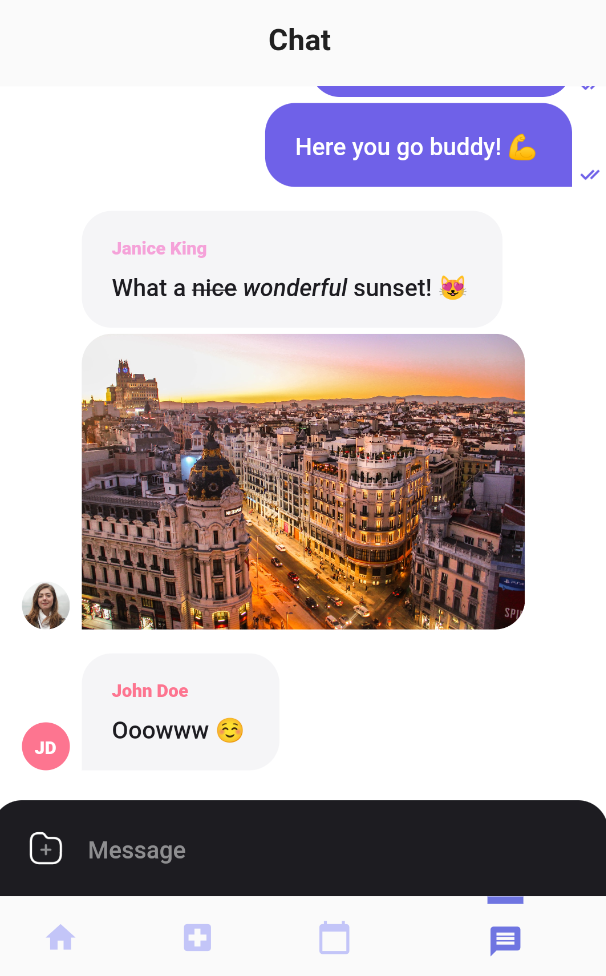 Chat
Here you go buddy! 💪
Janice King
What a nice wonderful sunset! 😻
John Doe
Ooowww ☺️
JD
Message